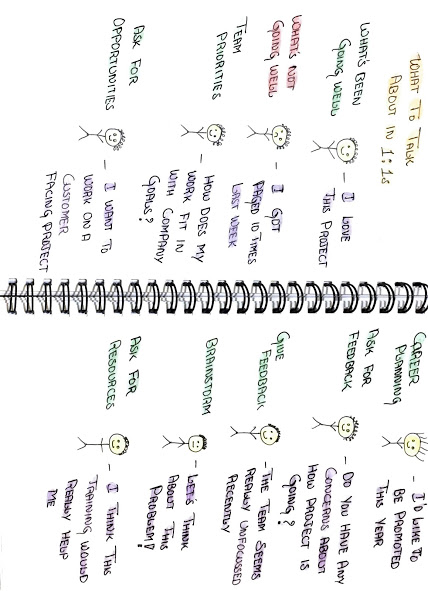 WHAT TO TALK
ABOUT IN 1:1s
WHAT'S BEEN
GOING WELL
- I LOVE
THIS PROJECT
WHAT'S NOT
GOING WELL
- I GOT
PAGED 10 TIMES
LAST WEEK
TEAM
PRIORITIES
- HOW DOES MY
WORK FIT IN
WITH COMPANY
GOALS?
ASK FOR
OPPORTUNITIES
- I WANT TO
WORK ON A
CUSTOMER
FACING PROJECT
CAREER
PLANNING
- I'D LIKE TO
BE PROMOTED
THIS YEAR
ASK FOR
FEEDBACK
- DO YOU HAVE ANY
CONCERNS ABOUT
HOW PROJECT IS
GOING?
GIVE
FEEDBACK
- THE TEAM SEEMS
REALLY UNFOCUSSED
RECENTLY
BRAINSTORM
- LET'S THINK
ABOUT THIS
PROBLEM!
ASK FOR
RESOURCES
- I THINK THIS
TRAINING WOULD
REALLY HELP
ME